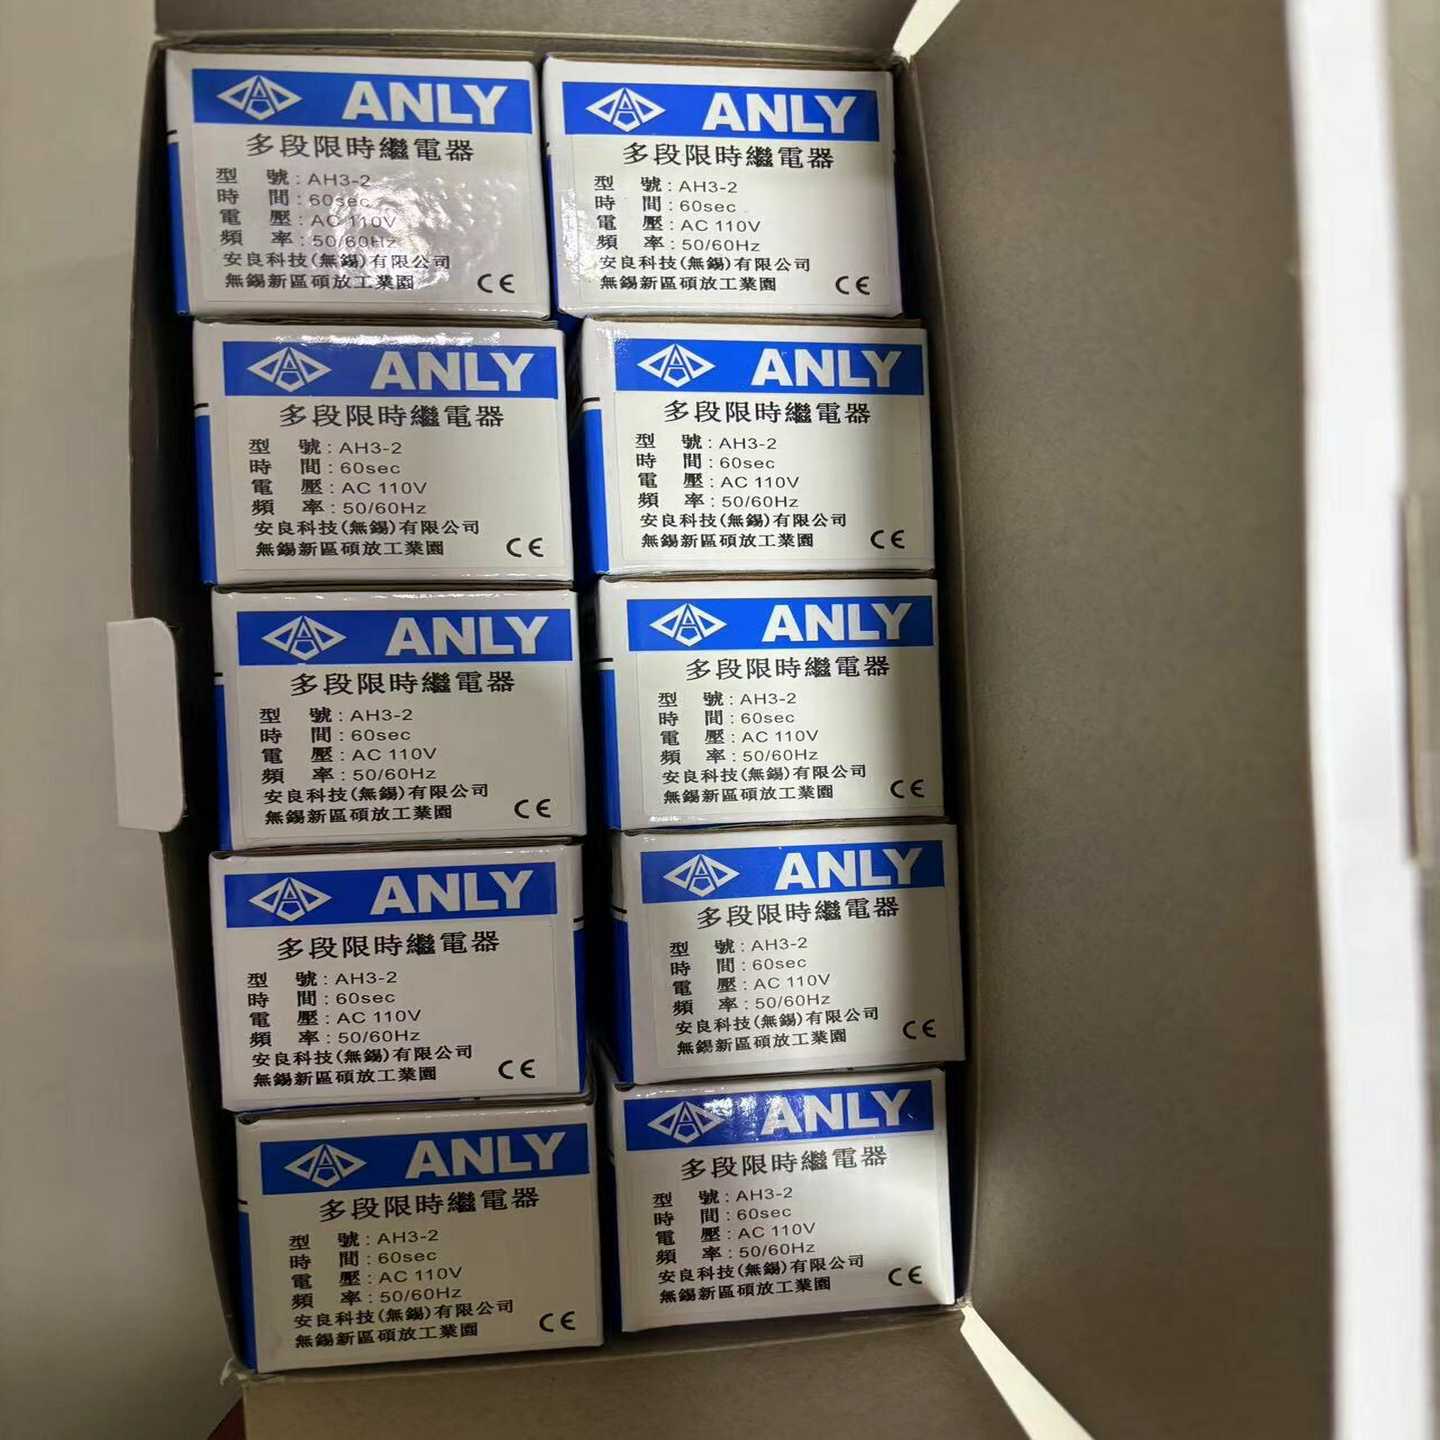 ANLY
多段限時繼電器
型 號:AH3-2
時 間:60sec
電 壓:AC 110V
頻 率:50/60Hz
安良科技(無錫)有限公司
無錫新區碩放工業園 CE
ANLY
多段限時繼電器
型 號:AH3-2
時 間:60sec
電 壓:AC 110V
頻 率:50/60Hz
安良科技(無錫)有限公司
無錫新區碩放工業園 CE
ANLY
多段限時繼電器
型 號:AH3-2
時 間:60sec
電 壓:AC 110V
頻 率:50/60Hz
安良科技(無錫)有限公司
無錫新區碩放工業園 CE
ANLY
多段限時繼電器
型 號:AH3-2
時 間:60sec
電 壓:AC 110V
頻 率:50/60Hz
安良科技(無錫)有限公司
無錫新區碩放工業園 CE
ANLY
多段限時繼電器
型 號:AH3-2
時 間:60sec
電 壓:AC 110V
頻 率:50/60Hz
安良科技(無錫)有限公司
無錫新區碩放工業園 CE
ANLY
多段限時繼電器
型 號:AH3-2
時 間:60sec
電 壓:AC 110V
頻 率:50/60Hz
安良科技(無錫)有限公司
無錫新區碩放工業園 CE
ANLY
多段限時繼電器
型 號:AH3-2
時 間:60sec
電 壓:AC 110V
頻 率:50/60Hz
安良科技(無錫)有限公司
無錫新區碩放工業園 CE
ANLY
多段限時繼電器
型 號:AH3-2
時 間:60sec
電 壓:AC 110V
頻 率:50/60Hz
安良科技(無錫)有限公司
無錫新區碩放工業園 CE
ANLY
多段限時繼電器
型 號:AH3-2
時 間:60sec
電 壓:AC 110V
頻 率:50/60Hz
安良科技(無錫)有限公司
無錫新區碩放工業園 CE
ANLY
多段限時繼電器
型 號:AH3-2
時 間:60sec
電 壓:AC 110V
頻 率:50/60Hz
安良科技(無錫)有限公司
無錫新區碩放工業園 CE